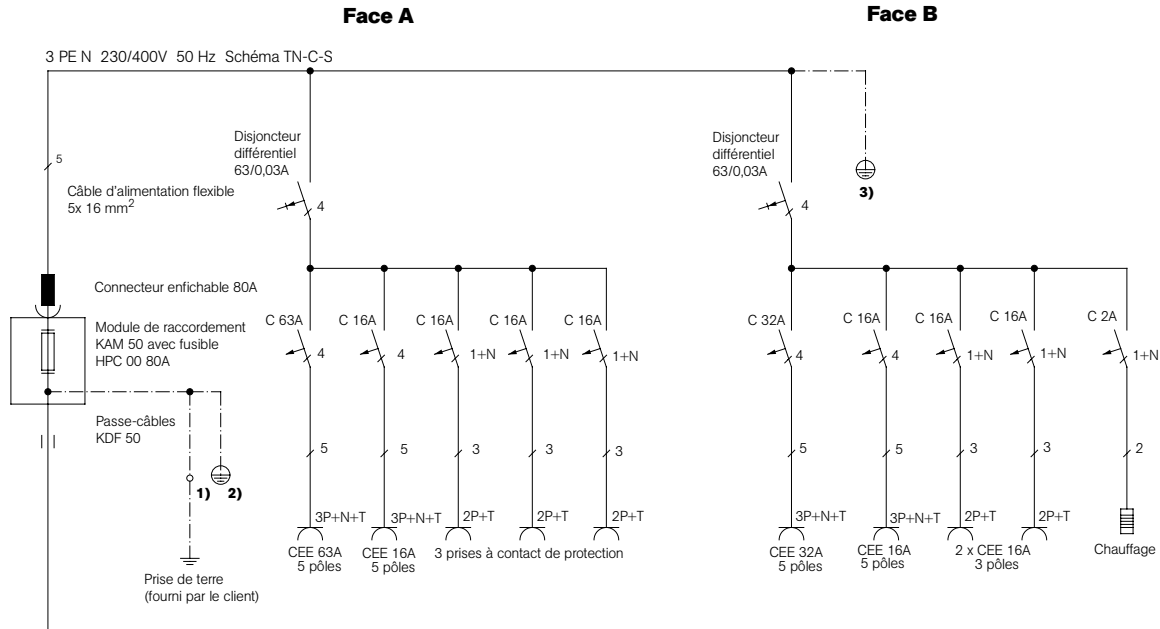 Face A
Face B
3 PE N 230/400V 50 Hz Schéma TN-C-S
5
Câble d'alimentation flexible
5x 16 mm²
Connecteur enfichable 80A
Module de raccordement
KAM 50 avec fusible
HPC 00 80A
Passe-câbles
KDF 50
1)
2)
Prise de terre
(fourni par le client)
Disjoncteur
différentiel
63/0,03A
4
C 63A
C 16A
C 16A
C 16A
C 16A
4
4
1+N
1+N
1+N
5
5
3
3
3
3P+N+T
3P+N+T
2P+T
2P+T
2P+T
CEE 63A
5 pôles
CEE 16A
5 pôles
3 prises à contact de protection
Disjoncteur
différentiel
63/0,03A
4
3)
C 32A
C 16A
C 16A
C 16A
C 2A
4
4
1+N
1+N
1+N
5
5
3
3
2
3P+N+T
3P+N+T
2P+T
2P+T
CEE 32A
5 pôles
CEE 16A
5 pôles
2 x CEE 16A
3 pôles
Chauffage